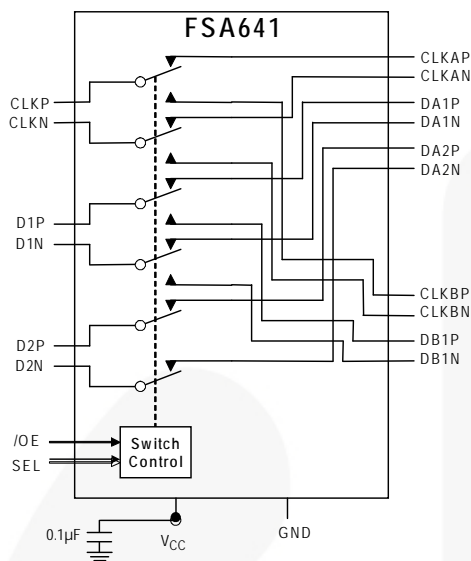 FSA641
CLKAP
CLKAN
CLKP
CLKN
DA1P
DA1N
DA2P
DA2N
D1P
D1N
CLKBP
CLKBN
DB1P
DB1N
D2P
D2N
/OE
SEL
Switch
Control
0.1µF
VCC
GND